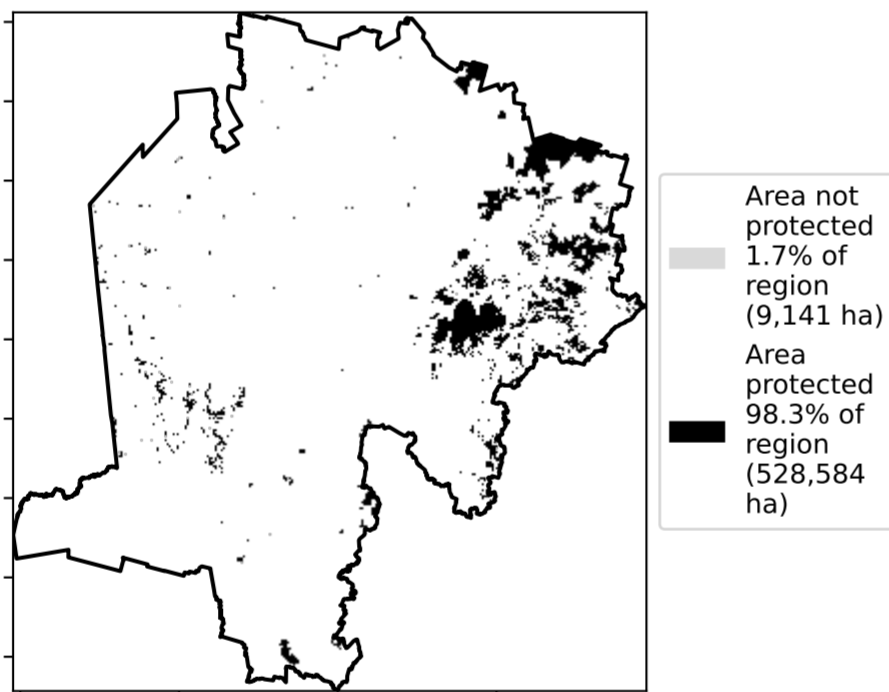 Area not
protected
1.7% of
region
(9,141 ha)
Area
protected
98.3% of
region
(528,584
ha)